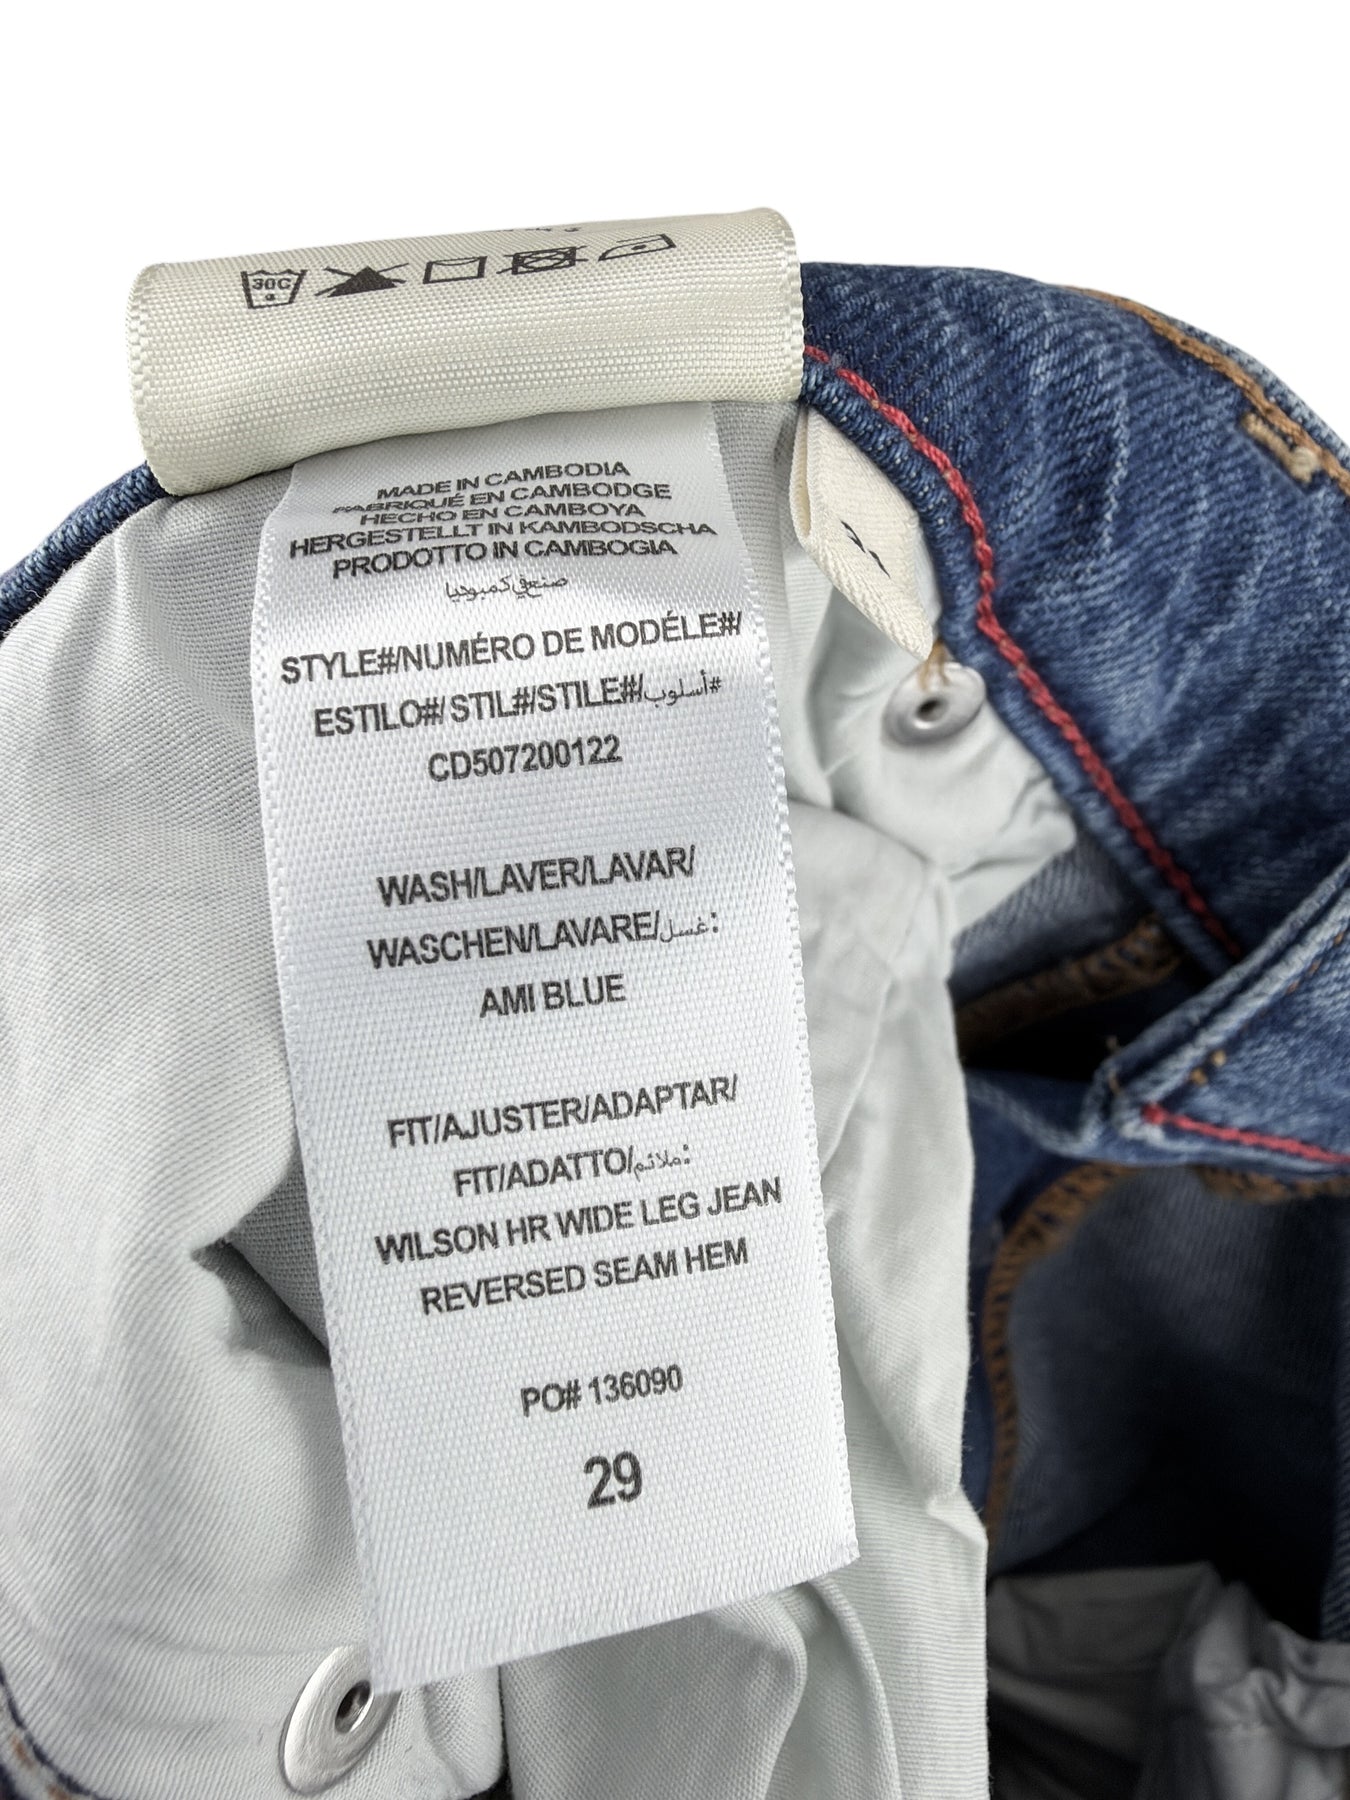 30C
MADE IN CAMBODIA
FABRIQUÉ EN CAMBODGE
HECHO EN CAMBOYA
HERGESTELLT IN KAMBODSCHA
PRODOTTO IN CAMBOGIA
صنع في كمبوديا
STYLE#/NUMÉRO DE MODÉLE#/
ESTILO#/ STIL#/STILE#/أسلوب#
CD507200122
WASH/LAVER/LAVAR/
WASCHEN/LAVARE/غسل:
AMI BLUE
FIT/AJUSTER/ADAPTAR/
FIT/ADATTO/ملائم:
WILSON HR WIDE LEG JEAN
REVERSED SEAM HEM
PO# 136090
29